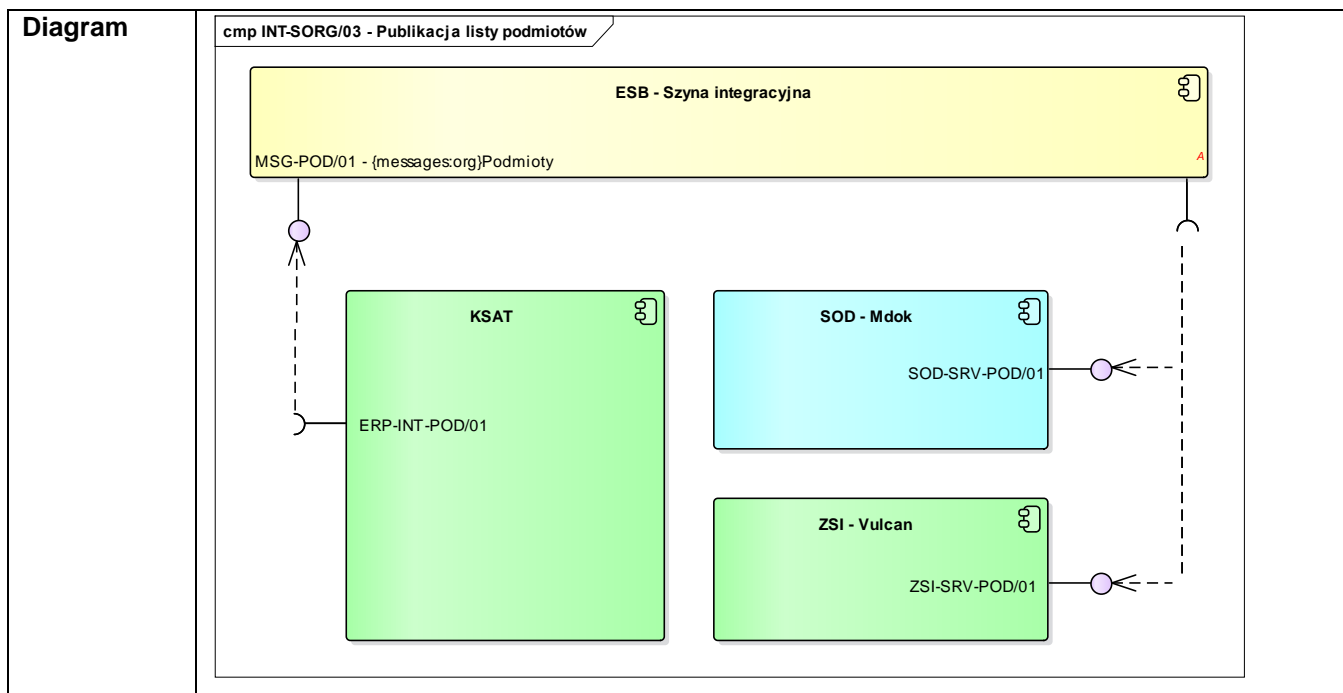 Diagram
cmp INT-SORG/03 - Publikacja listy podmiotów
ESB - Szyna integracyjna
MSG-POD/01 - {messages:org}Podmioty
A
KSAT
SOD - Mdok
SOD-SRV-POD/01
ERP-INT-POD/01
ZSI - Vulcan
ZSI-SRV-POD/01